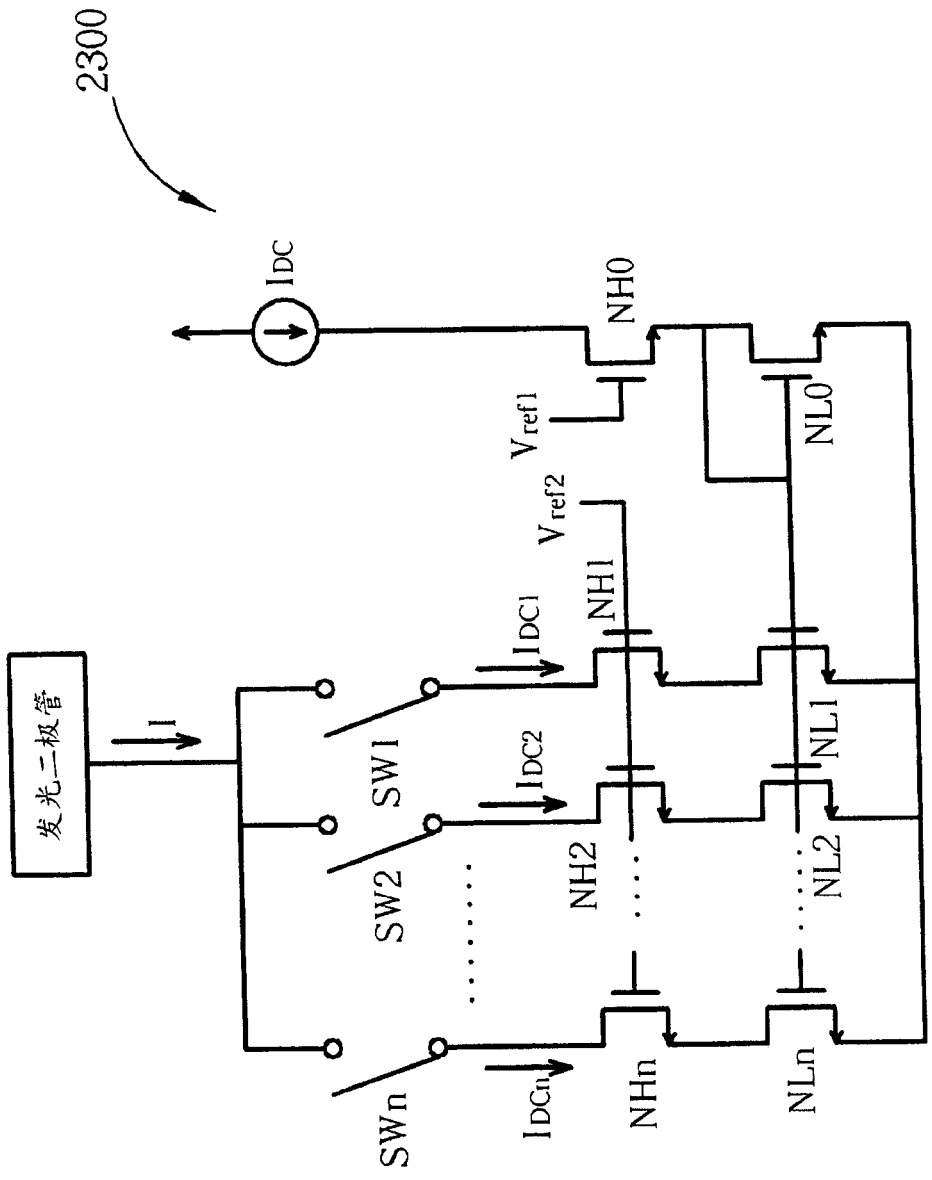 2300
IDC
发光二极管
I
SW1
SW2
SWn
IDC1
IDC2
IDCn
Vref1
Vref2
NH0
NH1
NH2
NHn
NL0
NL1
NL2
NLn